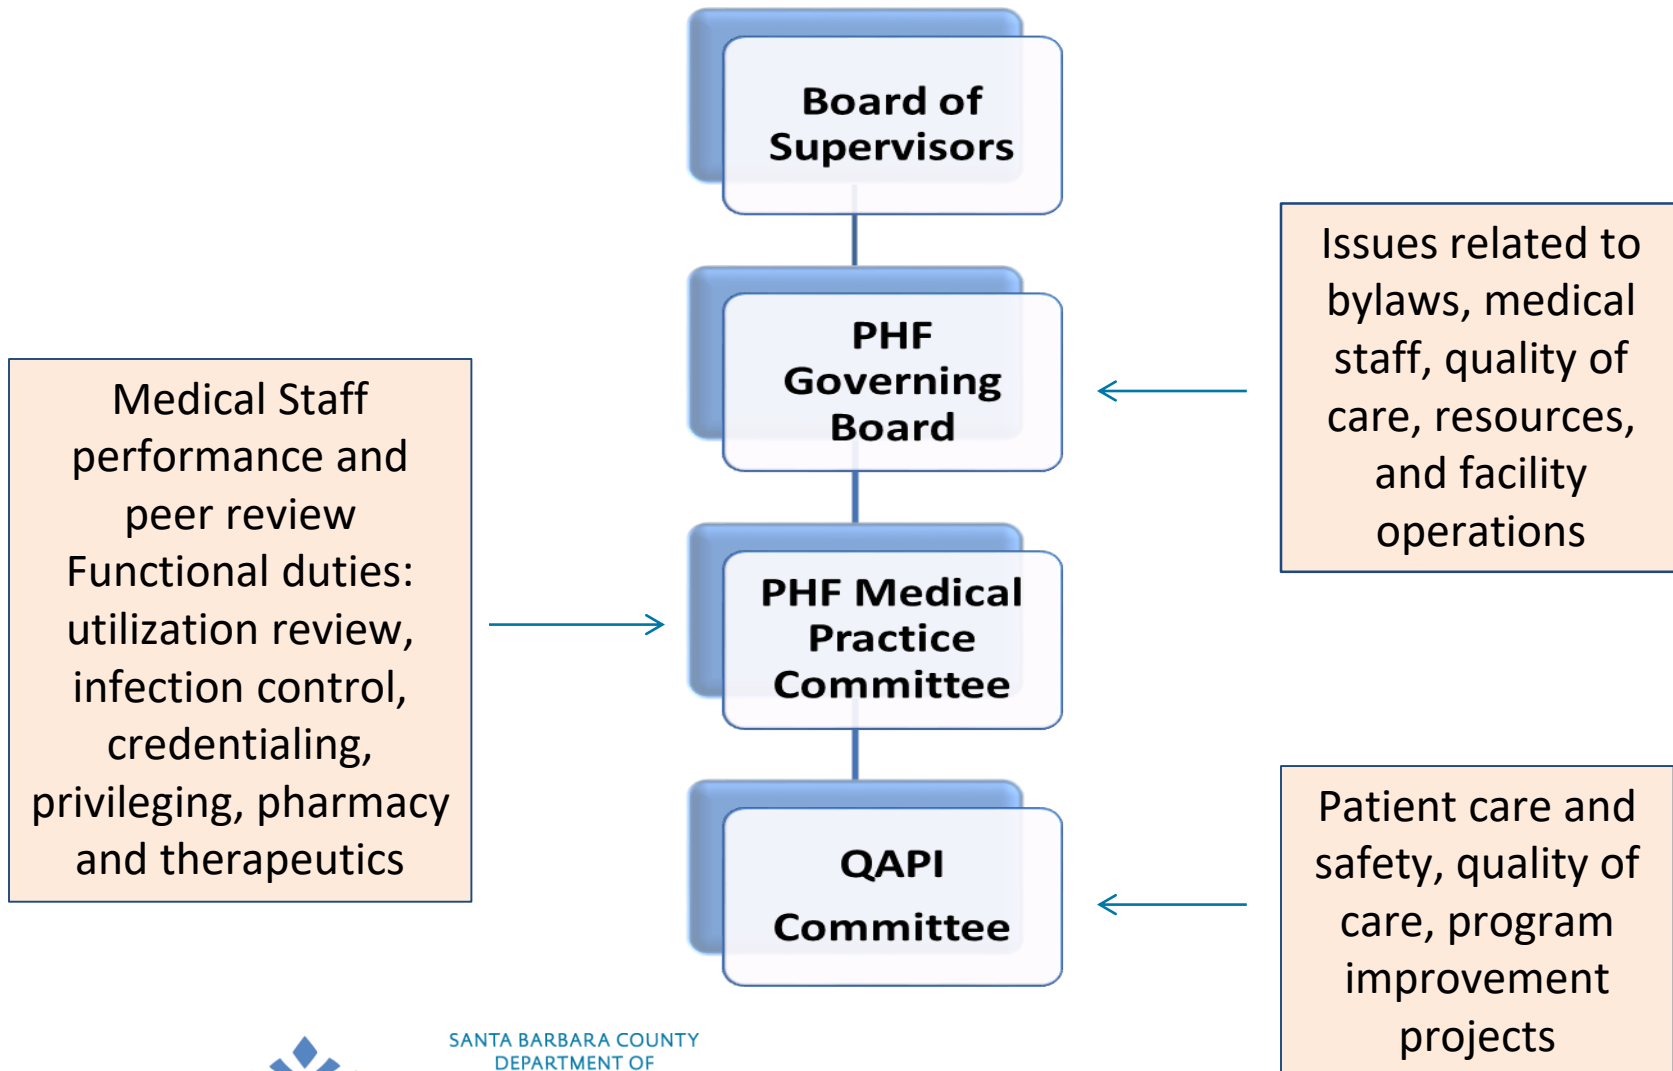 Board of
Supervisors
PHF
Governing
Board
Issues related to
bylaws, medical
staff, quality of
care, resources,
and facility
operations
Medical Staff
performance and
peer review
Functional duties:
utilization review,
infection control,
credentialing,
privileging, pharmacy
and therapeutics
PHF Medical
Practice
Committee
QAPI
Committee
Patient care and
safety, quality of
care, program
improvement
projects
SANTA BARBARA COUNTY
DEPARTMENT OF